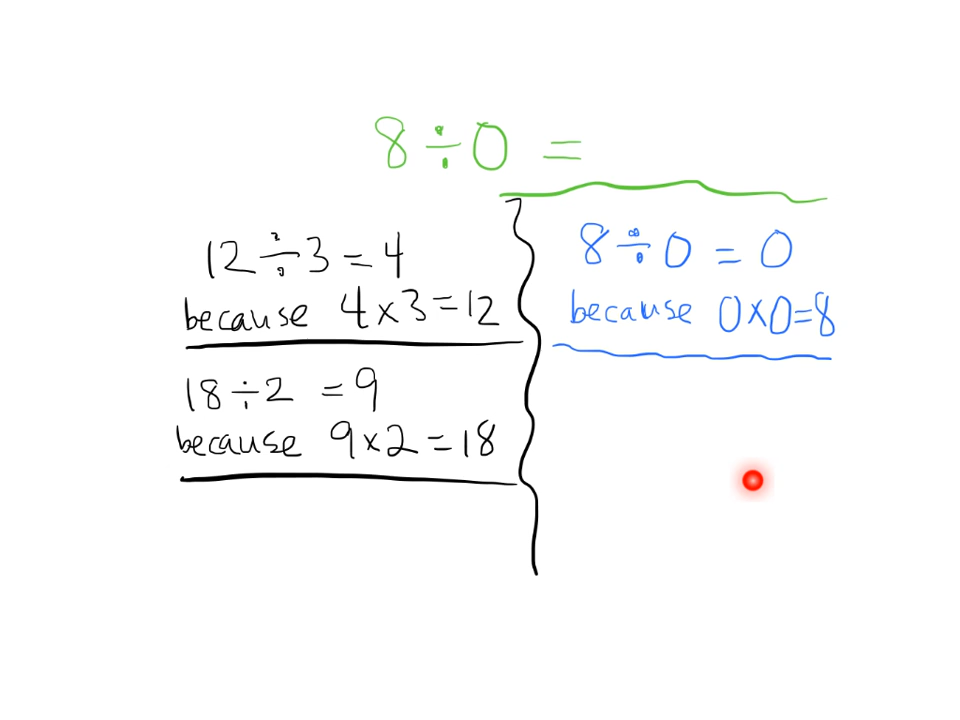 8 ÷ 0 =
12 ÷ 3 = 4
because 4 x 3 = 12
18 ÷ 2 = 9
because 9 x 2 = 18
8 ÷ 0 = 0
because 0 x 0 = 8